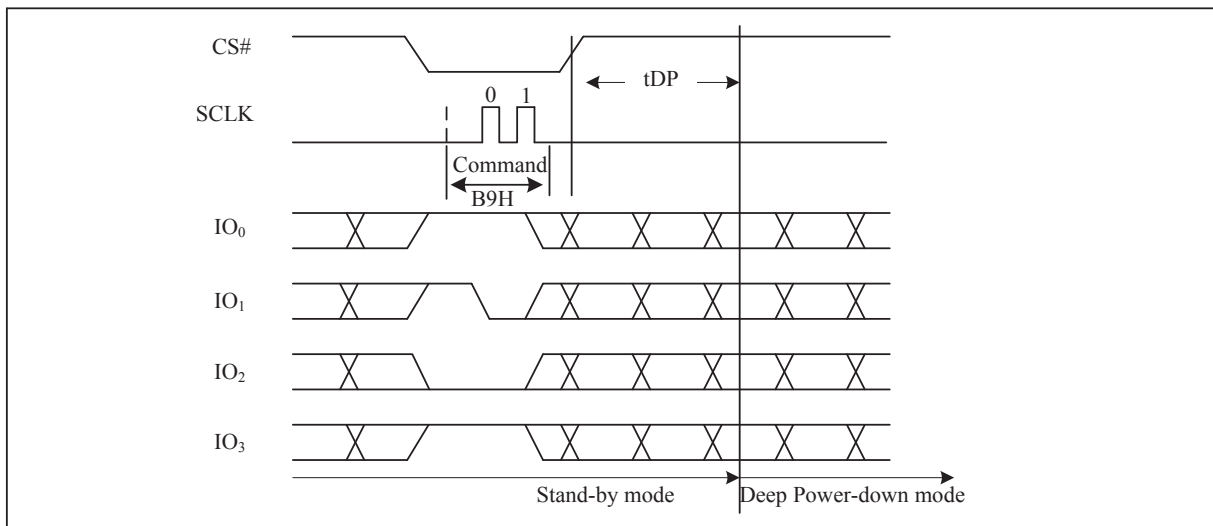 CS#
tDP
0 1
SCLK
Command
B9H
IO₀
IO₁
IO₂
IO₃
Stand-by mode Deep Power-down mode